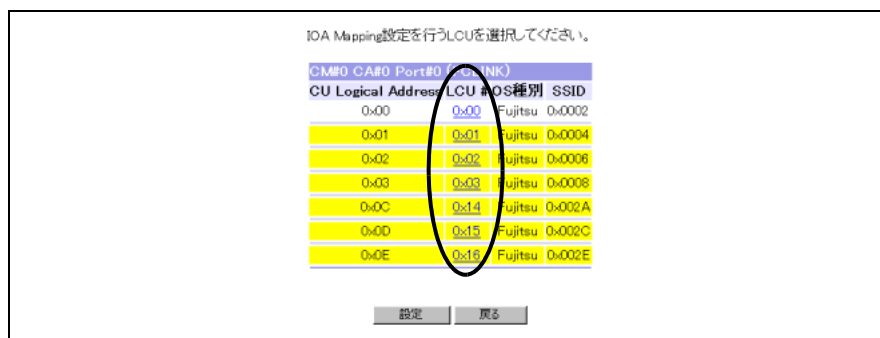 IOA Mapping設定を行うLCUを選択してください。
CM#0 CA#0 Port#0 (FCLINK)
CU Logical Address LCU # OS種別 SSID
0x00 0x00 Fujitsu 0x0002
0x01 0x01 Fujitsu 0x0004
0x02 0x02 Fujitsu 0x0006
0x03 0x03 Fujitsu 0x0008
0x0C 0x14 Fujitsu 0x002A
0x0D 0x15 Fujitsu 0x002C
0x0E 0x16 Fujitsu 0x002E
設定 戻る